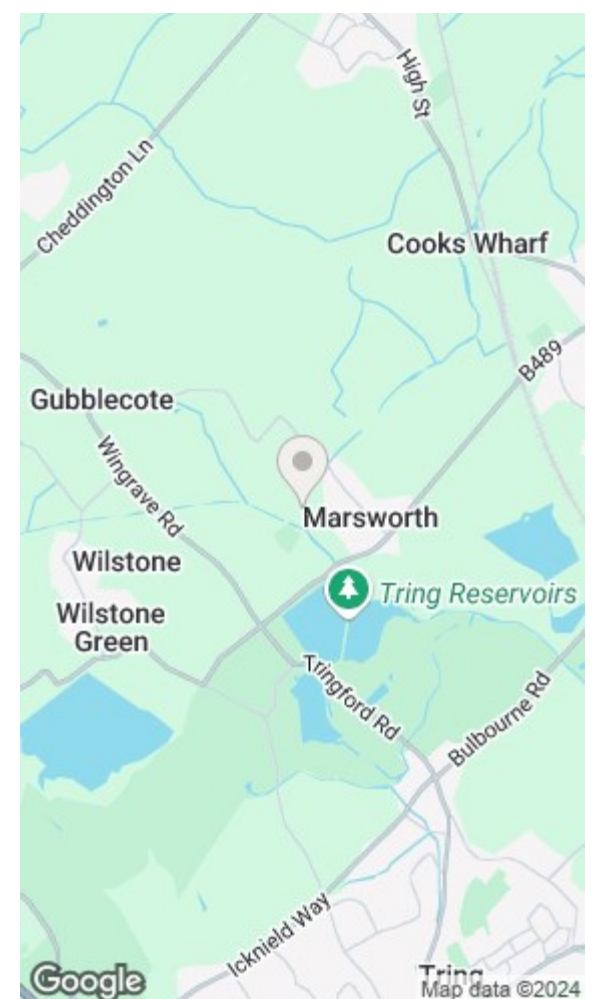 High St
Cheddington Ln
Cooks Wharf
B489
Gubblecote
Wingrave Rd
Marsworth
Wilstone
Tring Reservoirs
Wilstone
Green
Tringford Rd
Bulbourne Rd
Icknield Way
Tring
Google
Map data ©2024